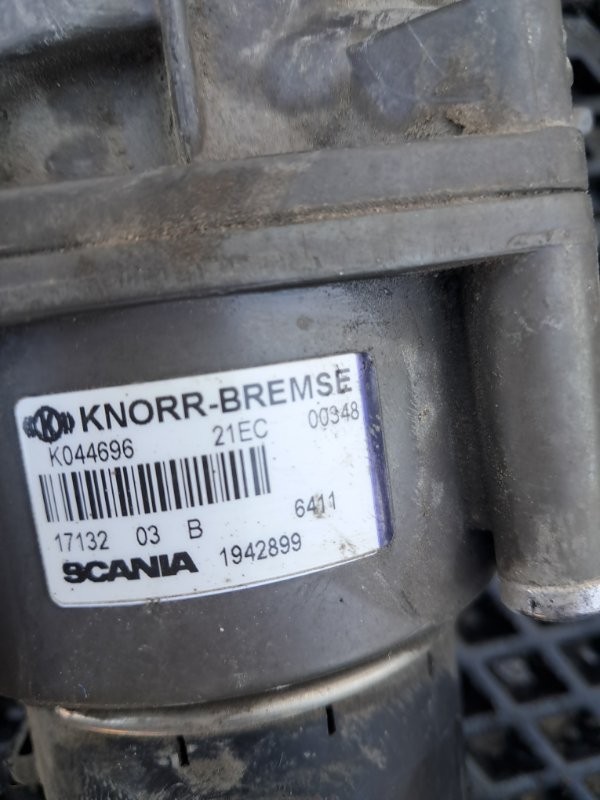 KNORR-BREMSE
K044696 21EC 00348
17132 03 B 6411
SCANIA 1942899